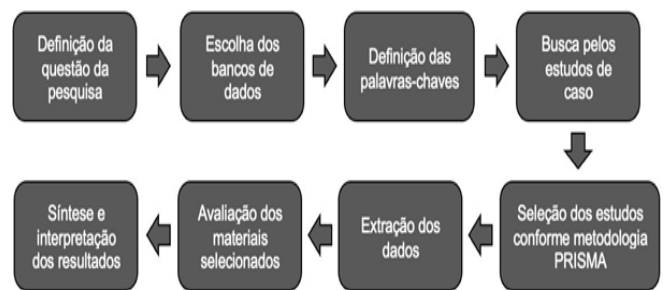 Definição da
questão da
pesquisa
Escolha dos
bancos de
dados
Definição das
palavras-chaves
Busca pelos
estudos de
caso
Seleção dos estudos
conforme metodologia
PRISMA
Extração dos
dados
Avaliação dos
materiais
selecionados
Síntese e
interpretação
dos resultados